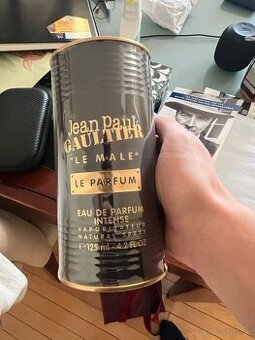 Jean Paul
GAULTIER
"LE MALE"
LE PARFUM
EAU DE PARFUM
INTENSE
VAPORISATEUR
NATURAL SPRAY
℮ 125 ml - 4.2 FL.OZ